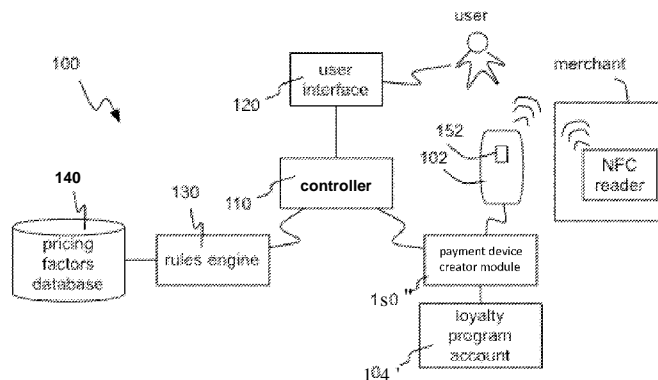 user
100
user
interface
120
merchant
152
102
NFC
reader
140
130
110
controller
pricing
factors
database
rules engine
payment device
creator module
1s0 "
loyalty
program
account
104 '